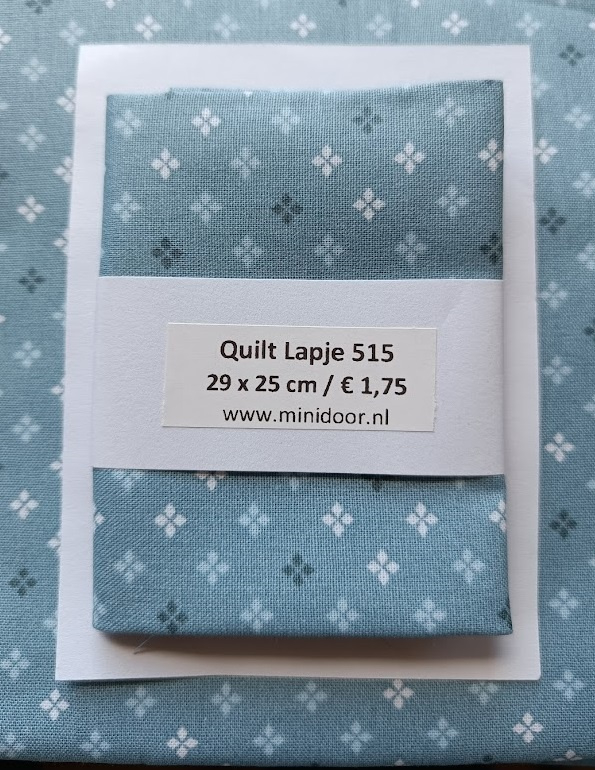 Quilt Lapje 515
29 x 25 cm / € 1,75
www.minidoor.nl